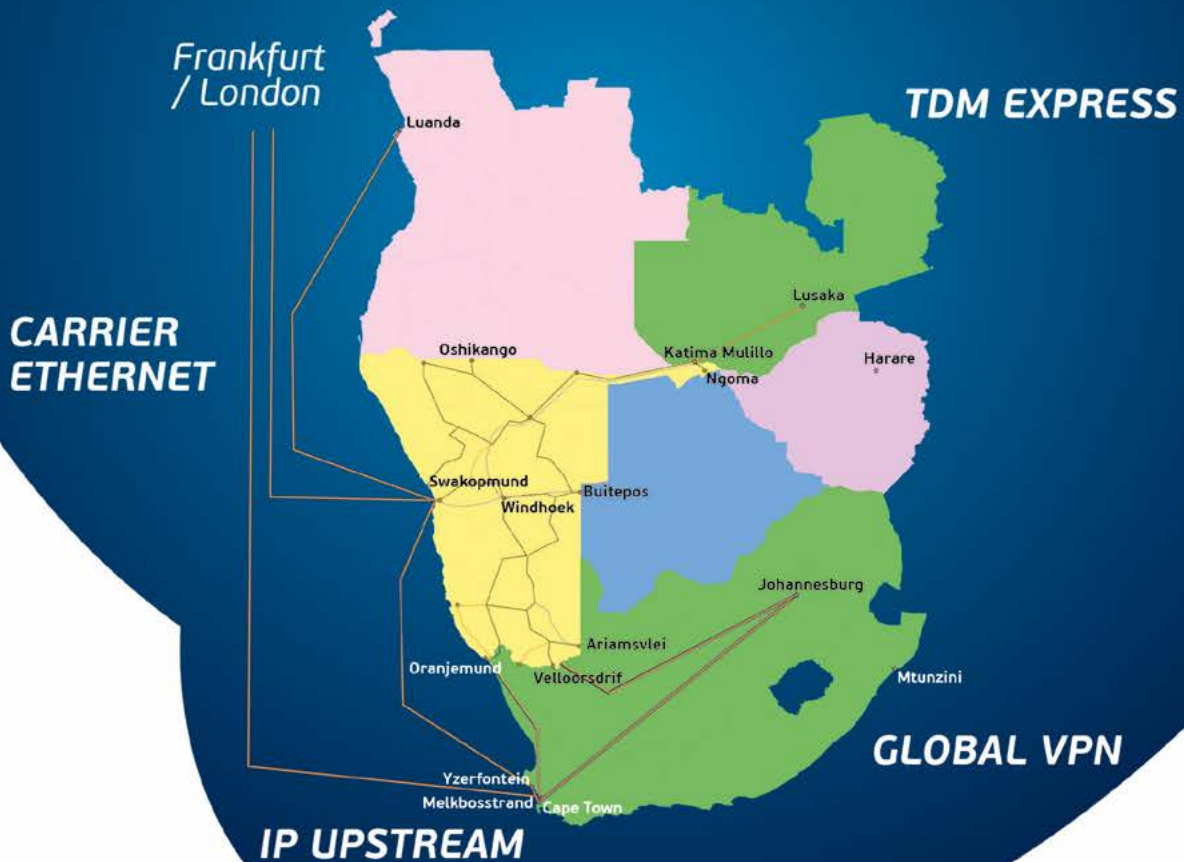 Frankfurt
/ London
TDM EXPRESS
Luanda
CARRIER
ETHERNET
Lusaka
Oshikango
Katima Mulillo
Harare
Ngoma
Swakopmund
Buitepos
Windhoek
Johannesburg
Ariamsvlei
Oranjemund
Velloorsdrif
Mtunzini
GLOBAL VPN
Yzerfontein
Melkbosstrand
Cape Town
IP UPSTREAM